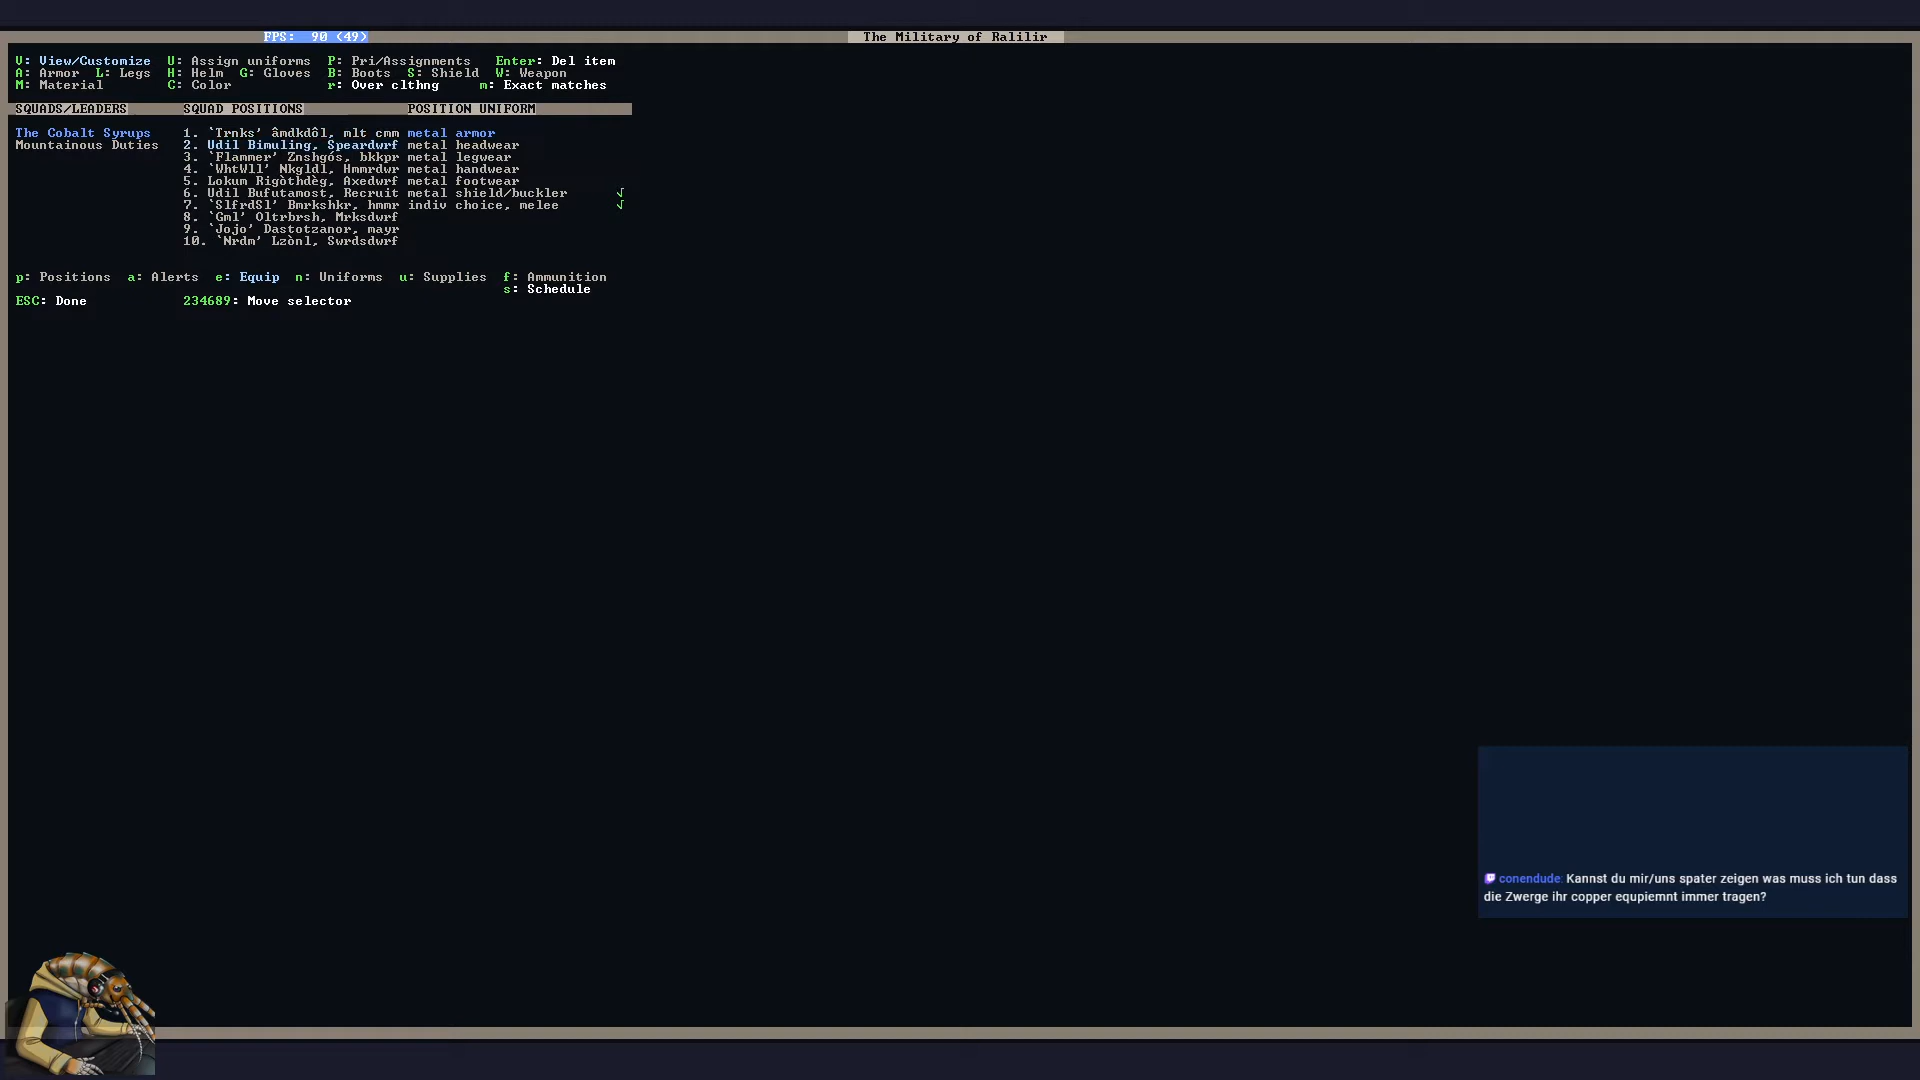 FPS: 90 (49)
The Military of Ralilir
V: View/Customize U: Assign uniforms P: Pri/Assignments Enter: Del item
A: Armor L: Legs H: Helm G: Gloves B: Boots S: Shield W: Weapon
M: Material C: Color r: Over clthng m: Exact matches
SQUADS/LEADERS SQUAD POSITIONS POSITION UNIFORM
The Cobalt Syrups 1. `Trnks' âmdkdôl, mlt cmm metal armor
Mountainous Duties 2. Udil Bimuling, Speardwrf metal headwear
3. `Flammer' Znshgós, bkkpr metal legwear
4. `WhtWll' Nkgldl, Hmmrdwr metal handwear
5. Lokum Rigòthdèg, Axedwrf metal footwear
6. Udil Bufutamost, Recruit metal shield/buckler √
7. `SlfrdSl' Bmrkshkr, hmmr indiv choice, melee √
8. `Gml' Oltrbrsh, Mrksdwrf
9. `Jojo' Dastotzanor, mayr
10. `Nrdm' Lzònl, Swrdsdwrf
p: Positions a: Alerts e: Equip n: Uniforms u: Supplies f: Ammunition
s: Schedule
ESC: Done 234689: Move selector
conendude: Kannst du mir/uns spater zeigen was muss ich tun dass
die Zwerge ihr copper equpiemnt immer tragen?